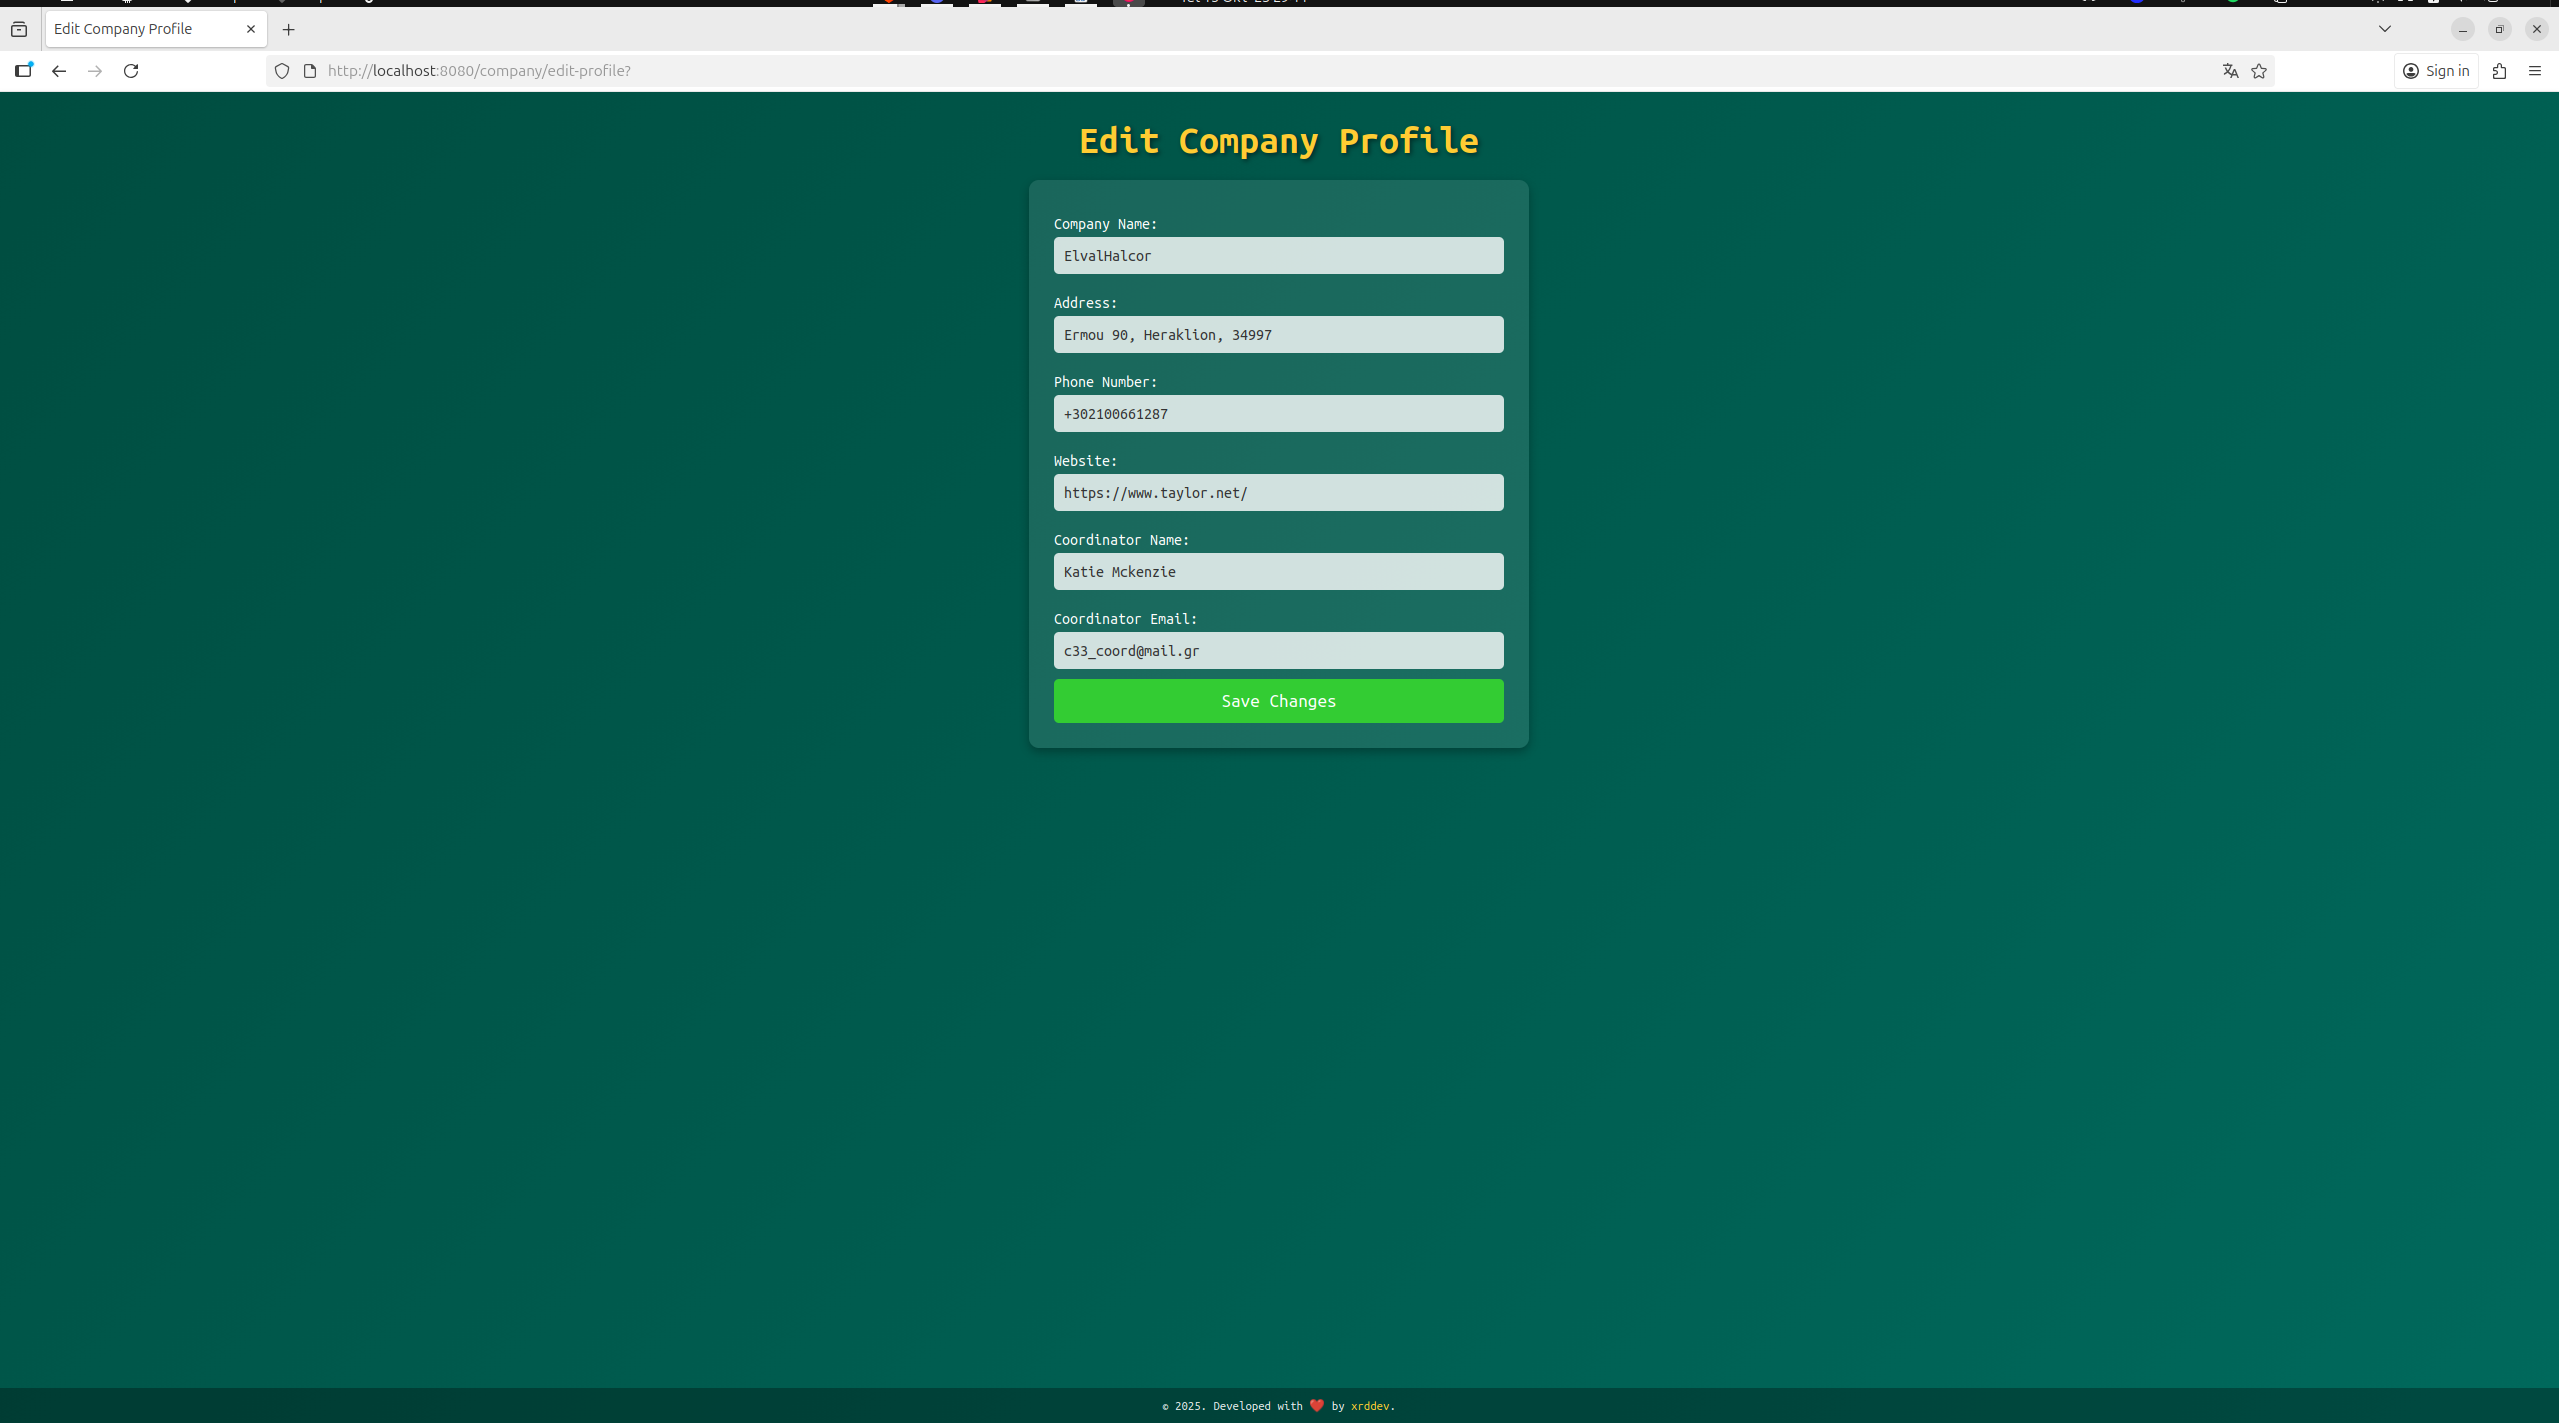 Edit Company Profile
http://localhost:8080/company/edit-profile?
Sign in
Edit Company Profile
Company Name:
ElvalHalcor
Address:
Ermou 90, Heraklion, 34997
Phone Number:
+302100661287
Website:
https://www.taylor.net/
Coordinator Name:
Katie Mckenzie
Coordinator Email:
c33_coord@mail.gr
Save Changes
© 2025. Developed with ❤️ by xrddev.